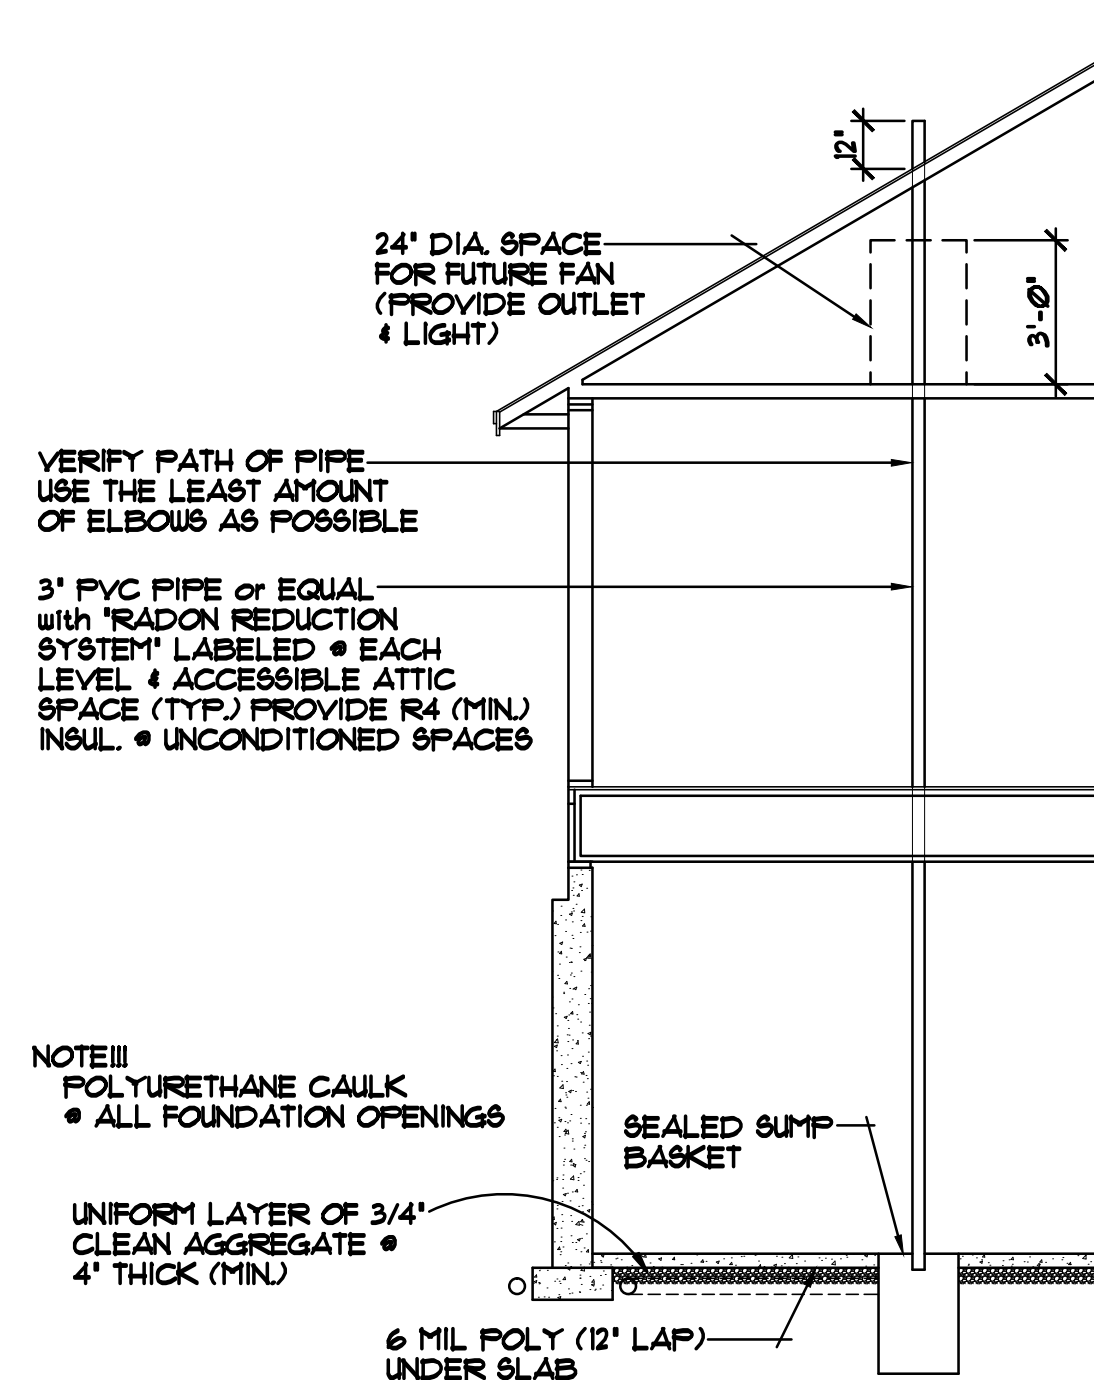 12"
24" DIA. SPACE
FOR FUTURE FAN
(PROVIDE OUTLET
& LIGHT)
3'-0"
VERIFY PATH OF PIPE
USE THE LEAST AMOUNT
OF ELBOWS AS POSSIBLE
3" PVC PIPE or EQUAL
with "RADON REDUCTION
SYSTEM" LABELED @ EACH
LEVEL & ACCESSIBLE ATTIC
SPACE (TYP.) PROVIDE R4 (MIN.)
INSUL. @ UNCONDITIONED SPACES
NOTE!!!
POLYURETHANE CAULK
@ ALL FOUNDATION OPENINGS
SEALED SUMP
BASKET
UNIFORM LAYER OF 3/4"
CLEAN AGGREGATE @
4" THICK (MIN.)
6 MIL POLY (12" LAP)
UNDER SLAB